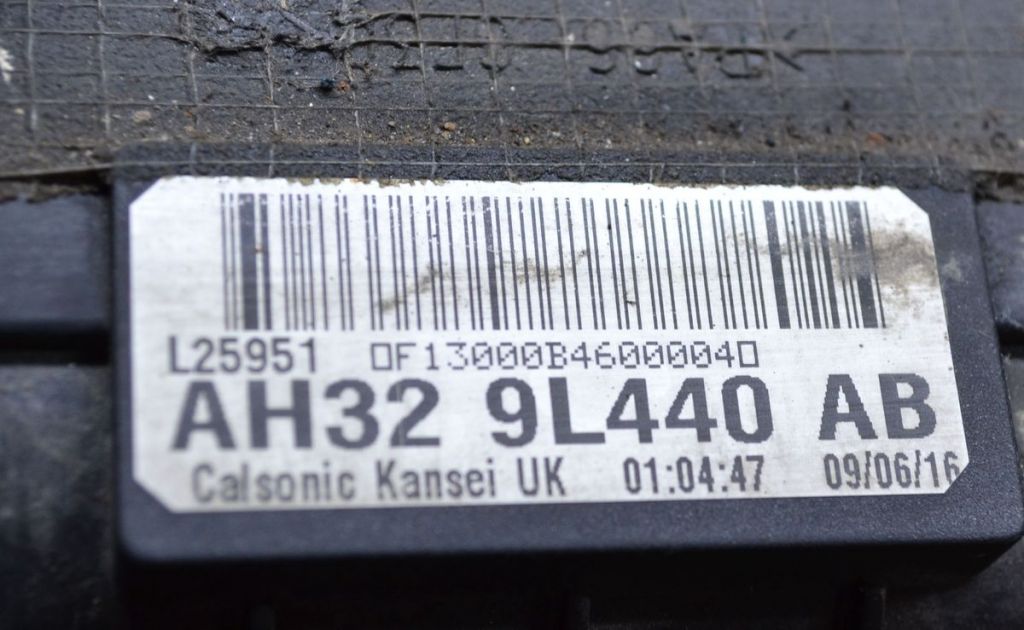 L25951 0F13000B46000040
AH32 9L440 AB
Calsonic Kansei UK 01:04:47 09/06/16